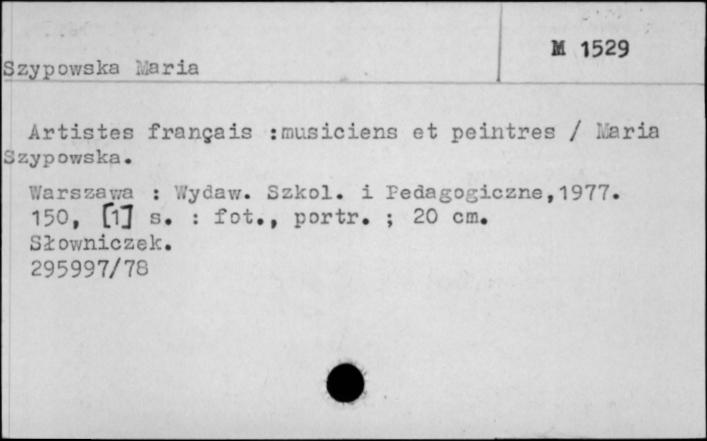 M 1529
Szypowska Maria
Artistes français :musiciens et peintres / Maria
Szypowska.
Warszawa : Wydaw. Szkol. i Pedagogiczne,1977.
150, [1] s. : fot., portr. ; 20 cm.
Słowniczek.
295997/78